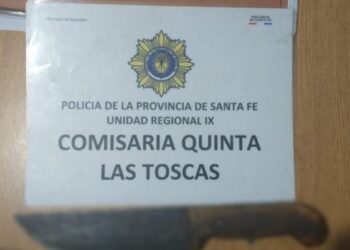 POLICIA DE LA PROVINCIA DE SANTA FE
UNIDAD REGIONAL IX
COMISARIA QUINTA
LAS TOSCAS